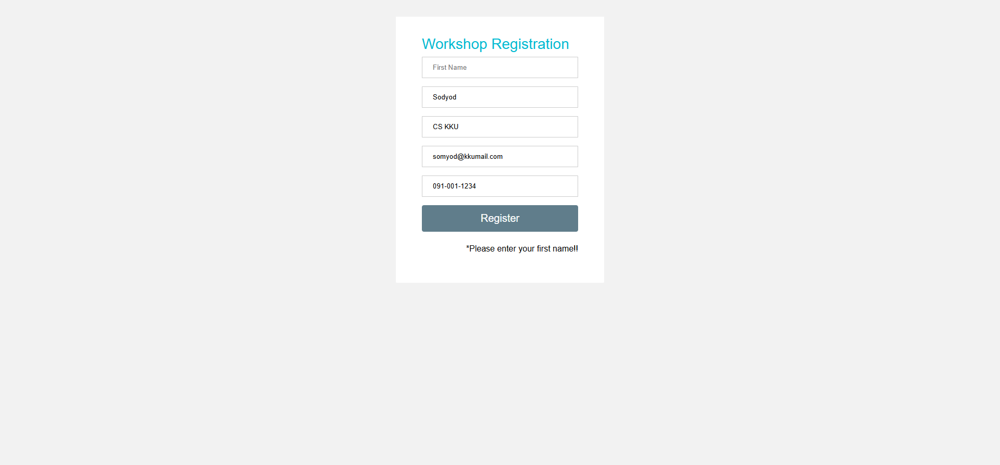 Workshop Registration
First Name
Sodyod
CS KKU
somyod@kkumail.com
091-001-1234
Register
*Please enter your first name!!